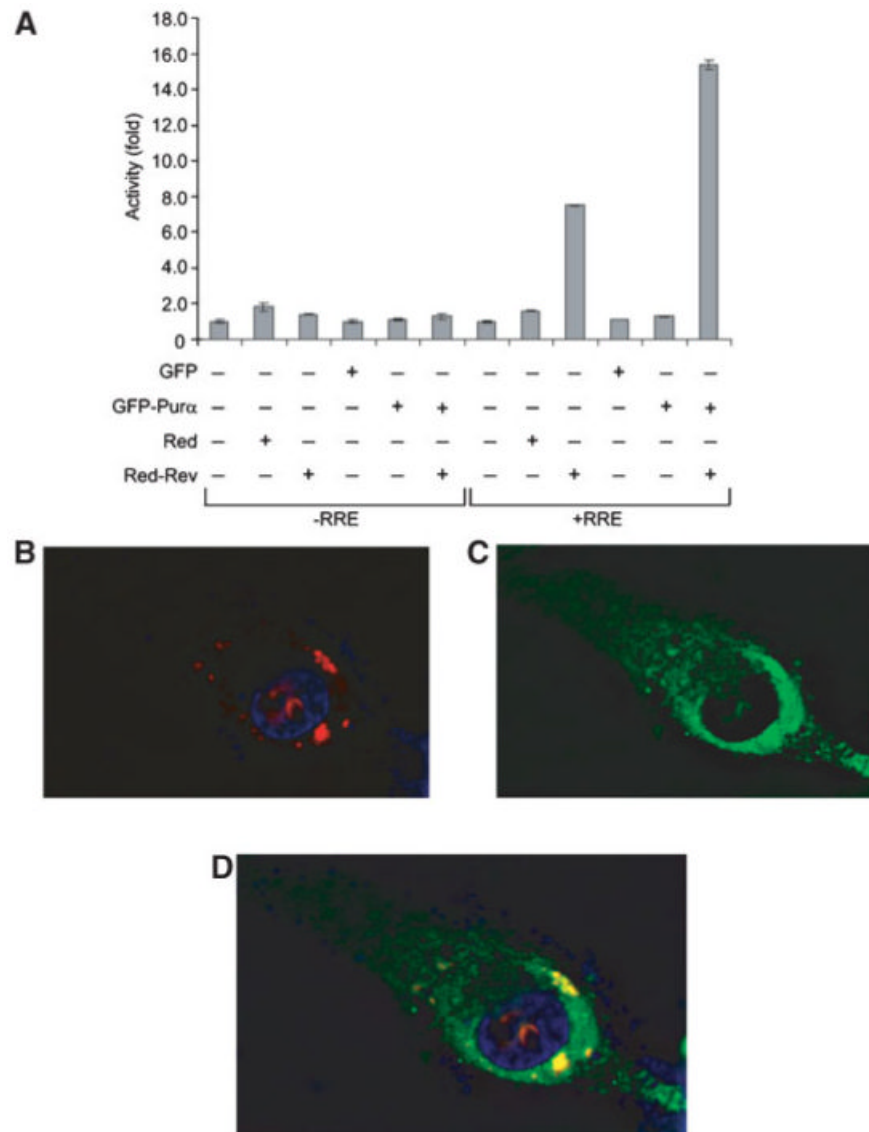 A
Activity (fold)
18.0
16.0
14.0
12.0
10.0
8.0
6.0
4.0
2.0
0
GFP – – – + – – – – – + – –
GFP-Purα – – – – + + – – – – + +
Red – + – – – – – + – – – –
Red-Rev – – + – – + – – + – – +
-RRE +RRE
B
C
D